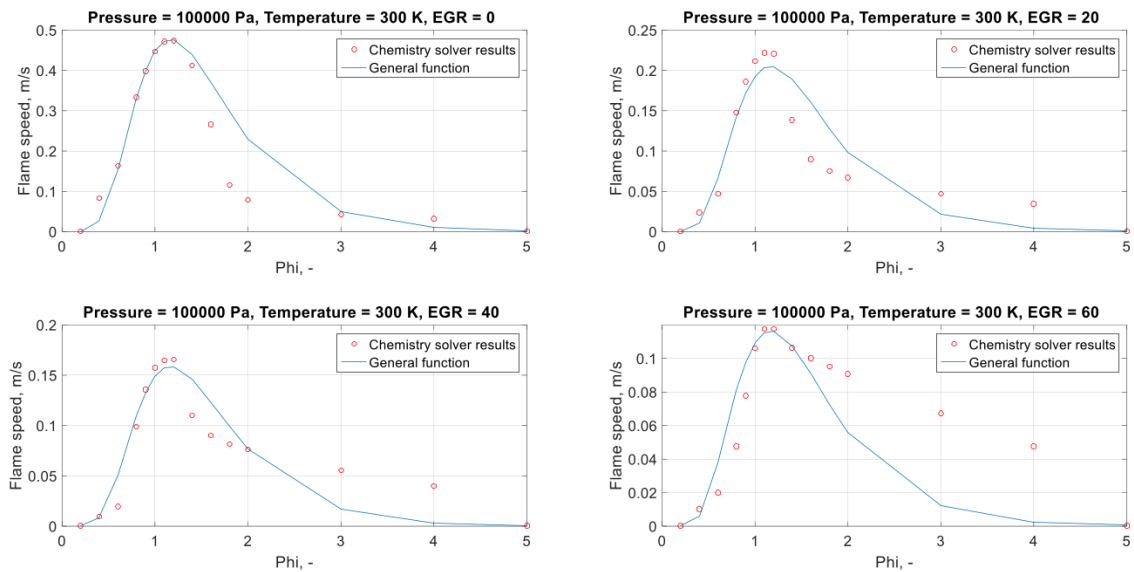 Pressure = 100000 Pa, Temperature = 300 K, EGR = 0
0.5
0.4
0.3
0.2
0.1
0
Flame speed, m/s
Chemistry solver results
General function
0 1 2 3 4 5
Phi, -
Pressure = 100000 Pa, Temperature = 300 K, EGR = 20
0.25
0.2
0.15
0.1
0.05
0
Flame speed, m/s
Chemistry solver results
General function
0 1 2 3 4 5
Phi, -
Pressure = 100000 Pa, Temperature = 300 K, EGR = 40
0.2
0.15
0.1
0.05
0
Flame speed, m/s
Chemistry solver results
General function
0 1 2 3 4 5
Phi, -
Pressure = 100000 Pa, Temperature = 300 K, EGR = 60
0.1
0.08
0.06
0.04
0.02
0
Flame speed, m/s
Chemistry solver results
General function
0 1 2 3 4 5
Phi, -